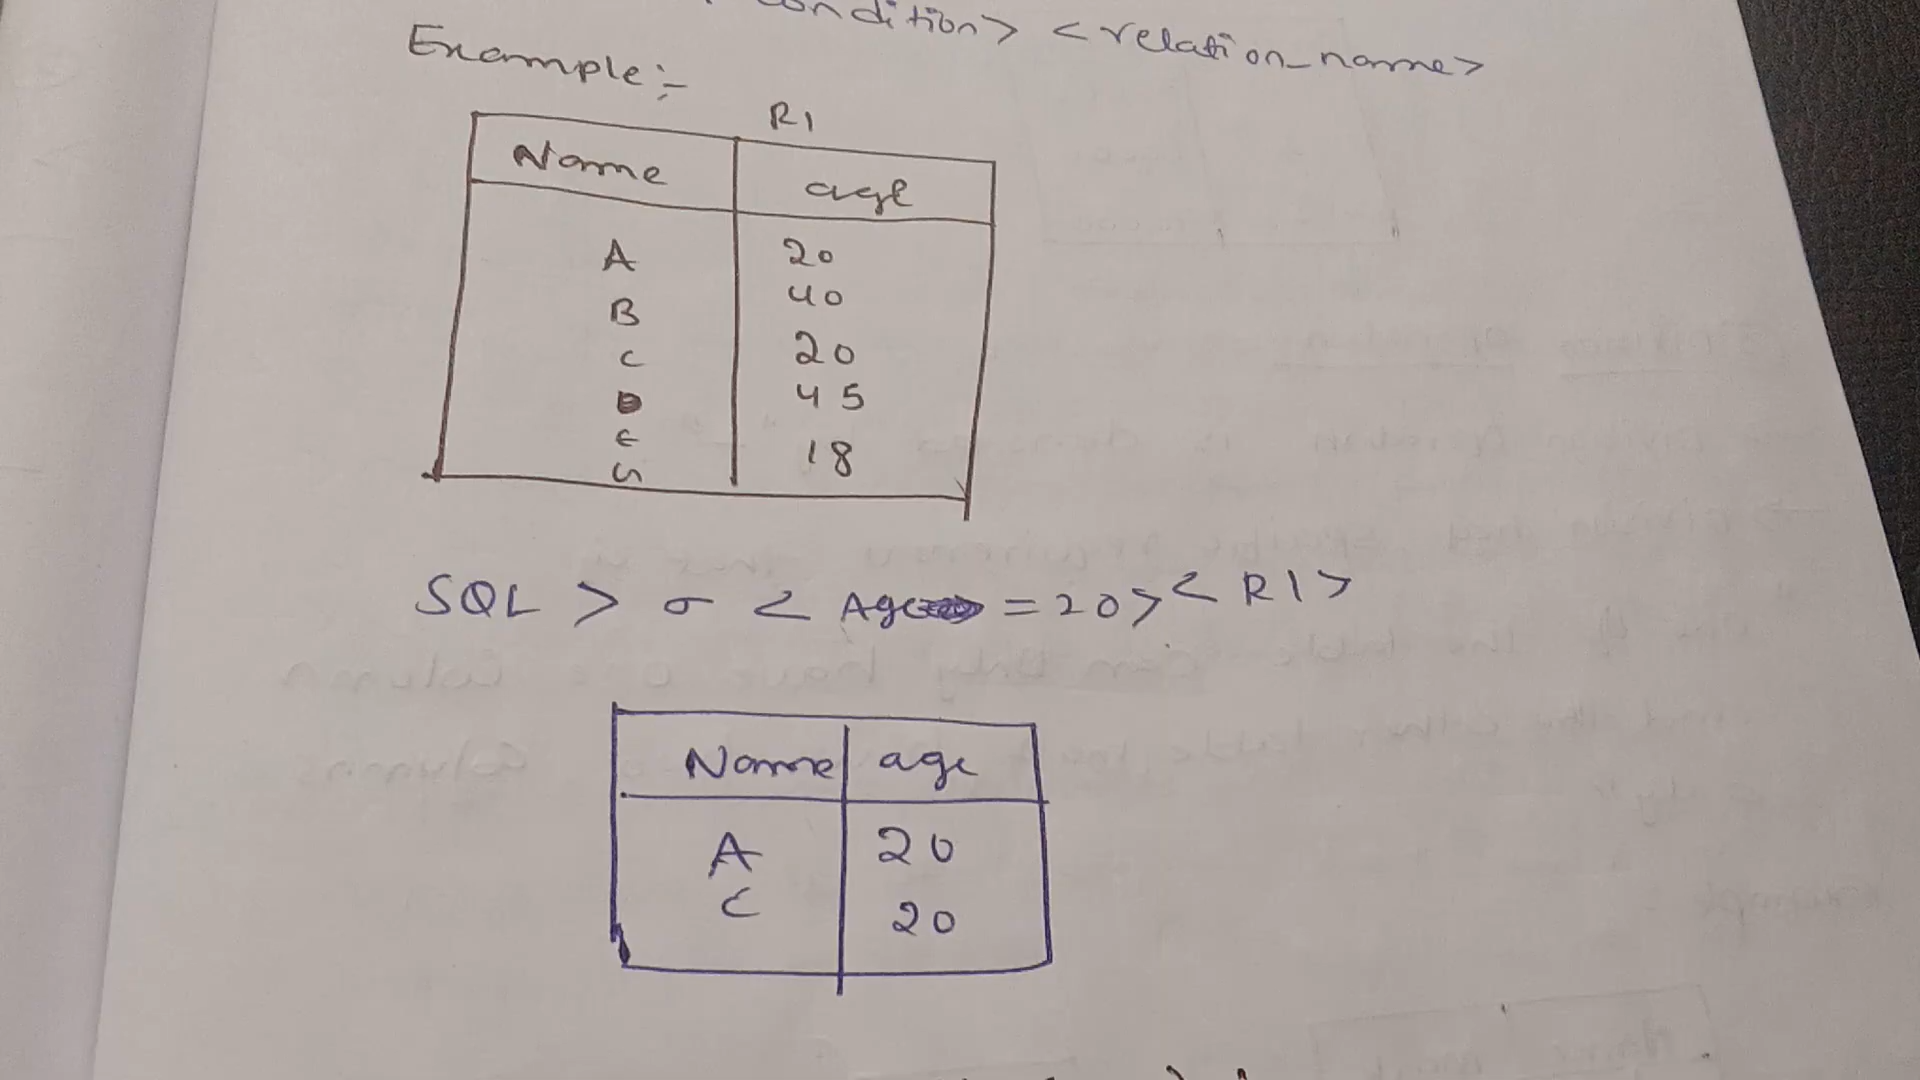 condition> <relation_name>
Example:-
R1
Name age
A 20
B 40
C 20
D 45
E 18
G
SQL > σ < Age = 20> < R1 >
Name age
A 20
C 20